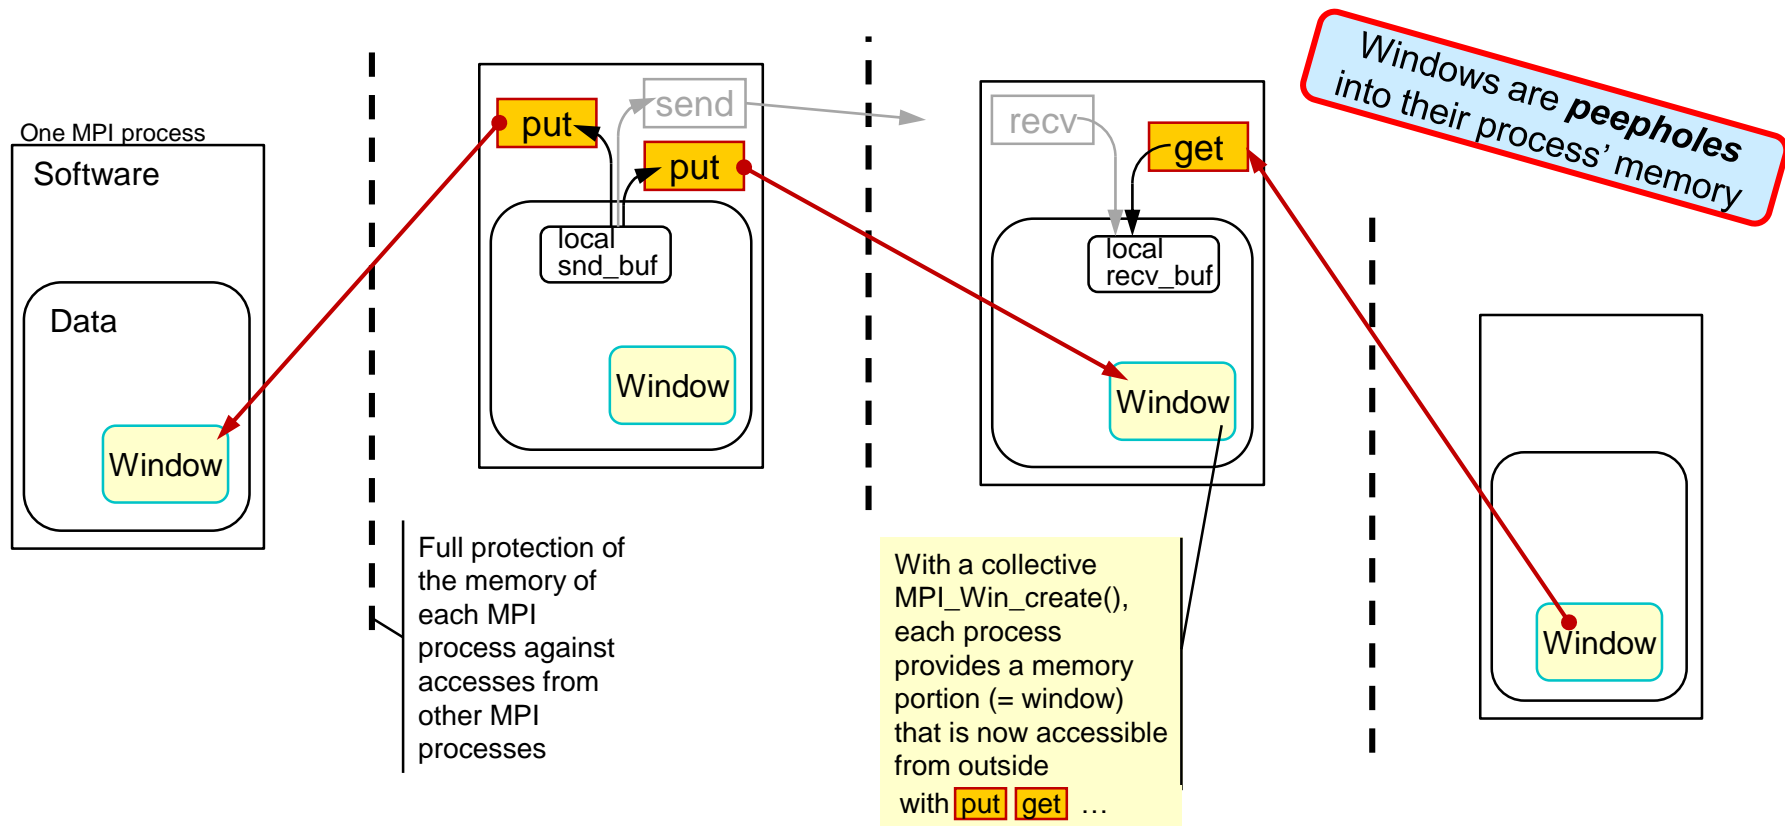 One MPI process
Software
Data
Window
put
send
put
local
snd_buf
Window
recv
get
local
recv_buf
Window
Windows are peepholes
into their process’ memory
Window
Full protection of
the memory of
each MPI
process against
accesses from
other MPI
processes
With a collective
MPI_Win_create(),
each process
provides a memory
portion (= window)
that is now accessible
from outside
with put get …